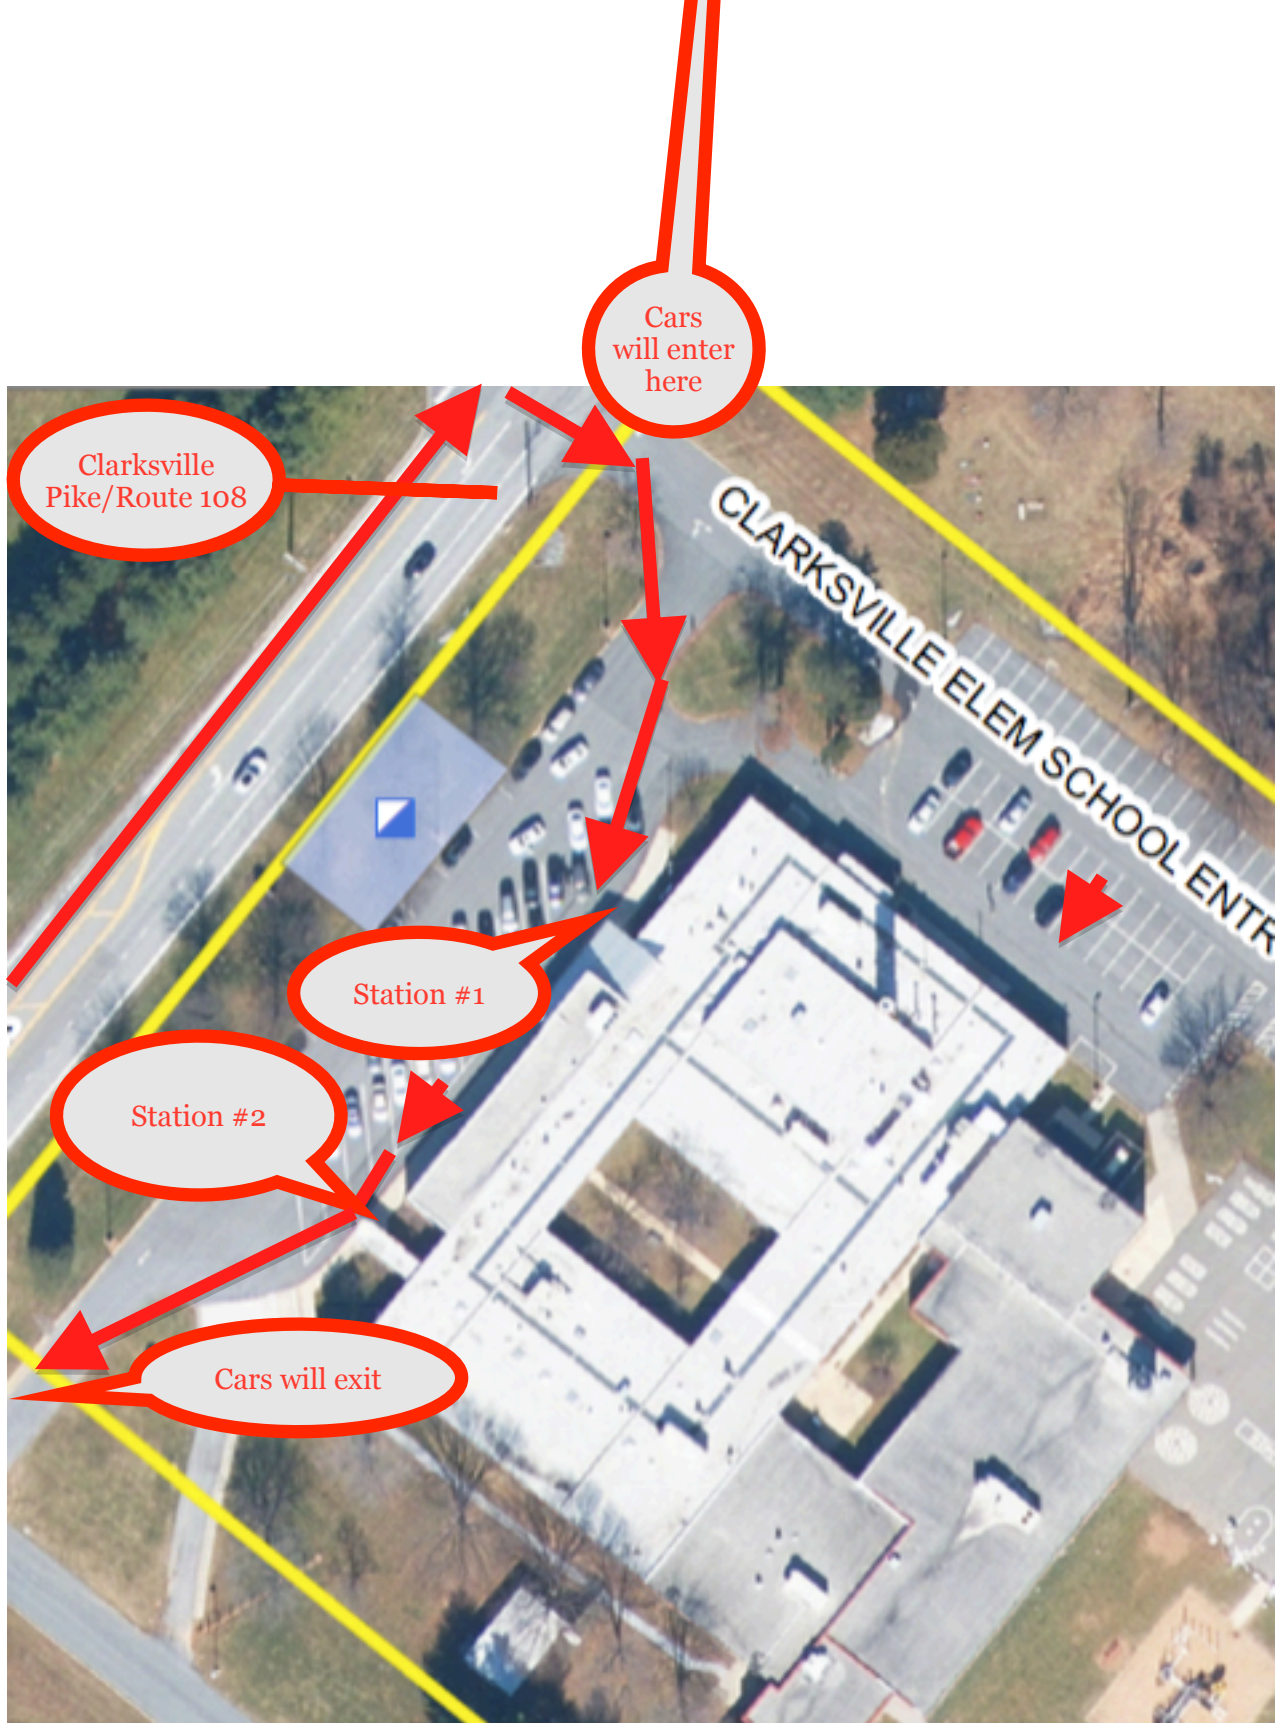 Cars
will enter
here
Clarksville
Pike/Route 108
CLARKSVILLE ELEM SCHOOL ENTR
Station #1
Station #2
Cars will exit